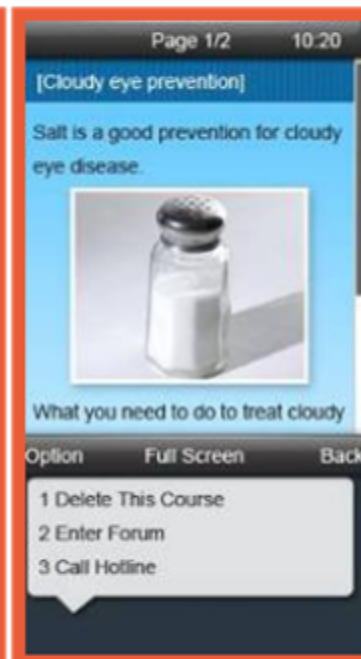 Page 1/2 10:20
[Cloudy eye prevention]
Salt is a good prevention for cloudy
eye disease.
What you need to do to treat cloudy
Option Full Screen Back
1 Delete This Course
2 Enter Forum
3 Call Hotline